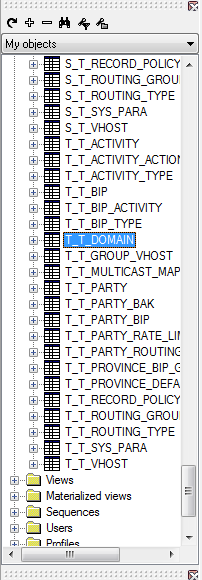 My objects
S_T_RECORD_POLICY
S_T_ROUTING_GROU
S_T_ROUTING_TYPE
S_T_SYS_PARA
S_T_VHOST
T_T_ACTIVITY
T_T_ACTIVITY_ACTION
T_T_ACTIVITY_TYPE
T_T_BIP
T_T_BIP_ACTIVITY
T_T_BIP_TYPE
T_T_DOMAIN
T_T_GROUP_VHOST
T_T_MULTICAST_MAP
T_T_PARTY
T_T_PARTY_BAK
T_T_PARTY_BIP
T_T_PARTY_RATE_LIM
T_T_PARTY_ROUTING
T_T_PROVINCE_BIP_G
T_T_PROVINCE_DEFA
T_T_RECORD_POLICY
T_T_ROUTING_GROU
T_T_ROUTING_TYPE
T_T_SYS_PARA
T_T_VHOST
Views
Materialized views
Sequences
Users
Profiles